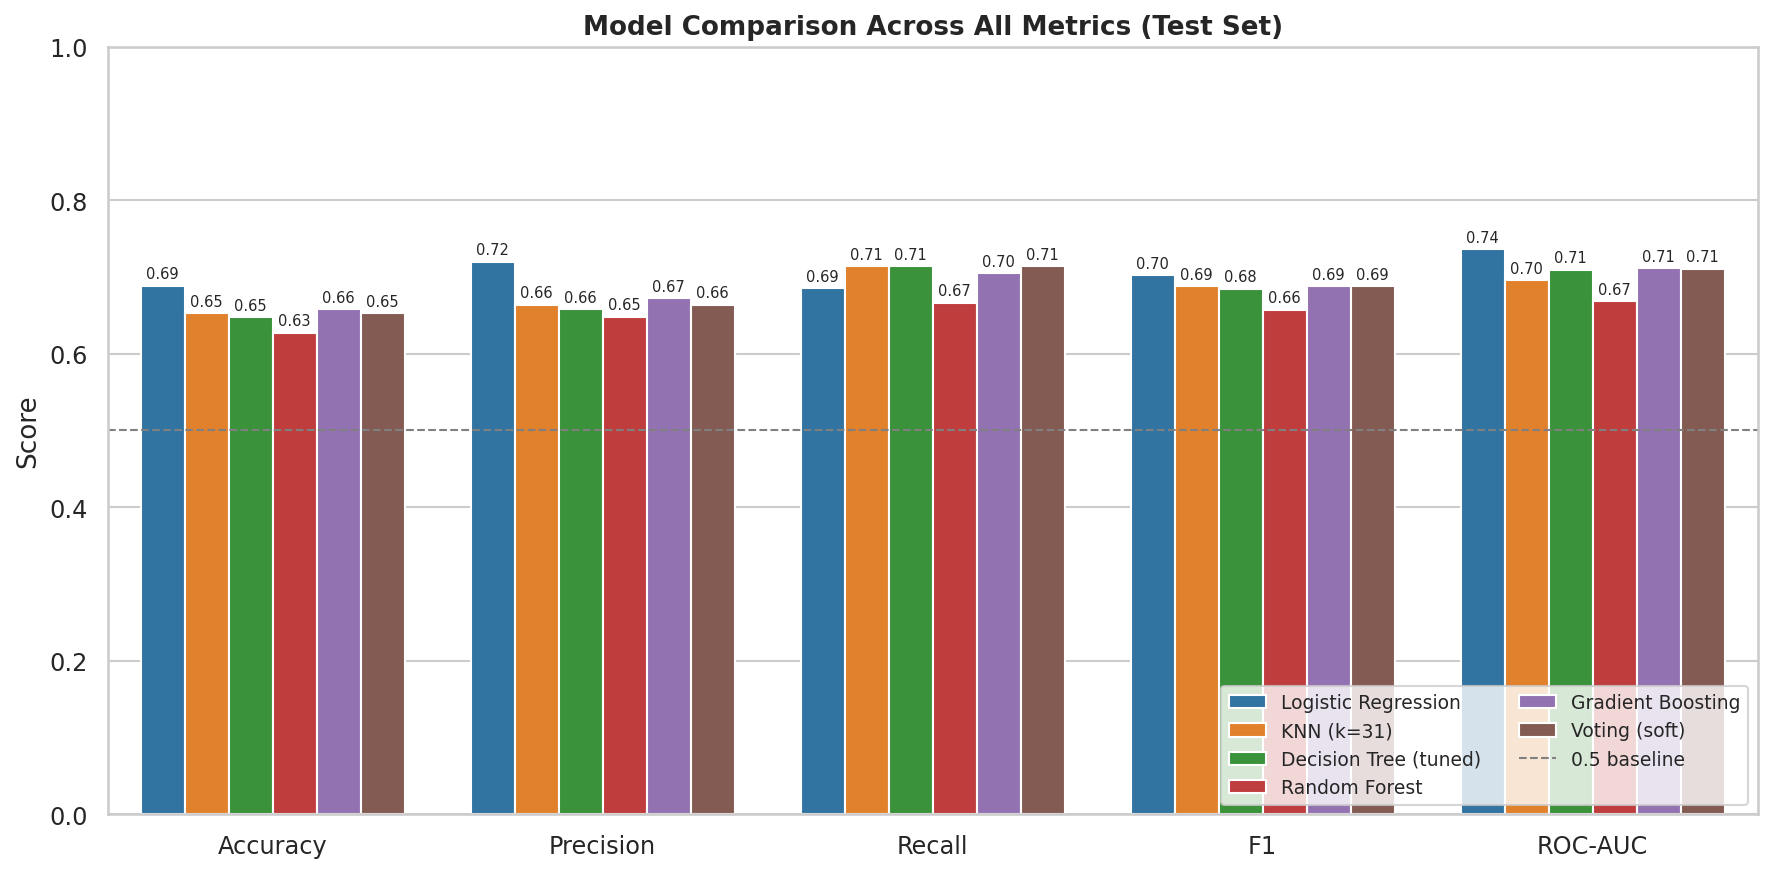 Model Comparison Across All Metrics (Test Set)
1.0
0.8
0.6
0.4
0.2
0.0
Score
0.69
0.65
0.65
0.63
0.66
0.65
0.72
0.66
0.66
0.65
0.67
0.66
0.69
0.71
0.71
0.67
0.70
0.71
0.70
0.69
0.68
0.66
0.69
0.69
0.74
0.70
0.71
0.67
0.71
0.71
Logistic Regression
KNN (k=31)
Decision Tree (tuned)
Random Forest
Gradient Boosting
Voting (soft)
0.5 baseline
Accuracy
Precision
Recall
F1
ROC-AUC